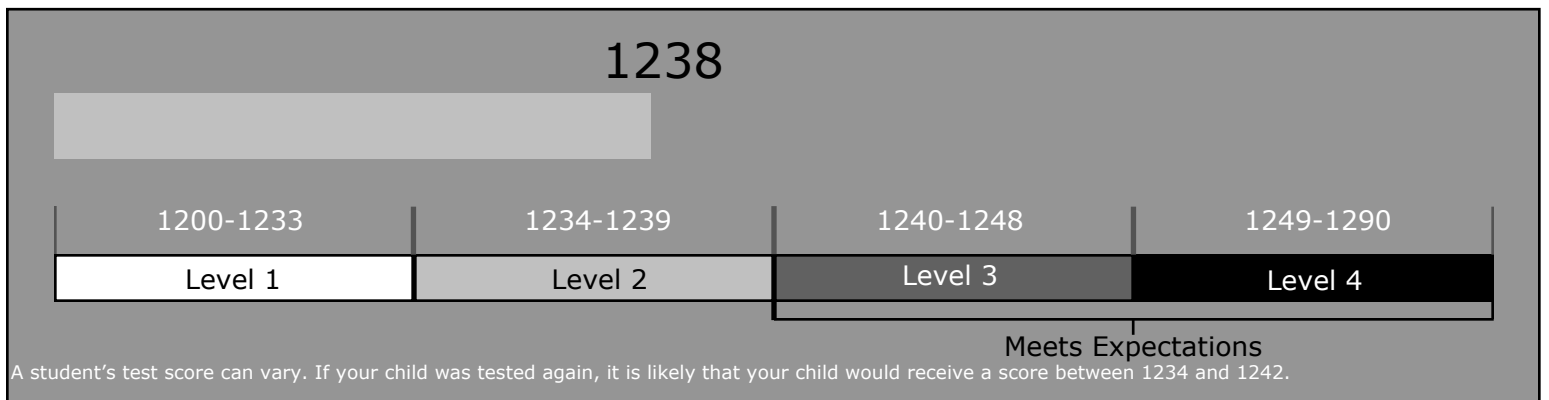 1238
1200-1233 1234-1239 1240-1248 1249-1290
Level 1 Level 2 Level 3 Level 4
Meets Expectations
A student’s test score can vary. If your child was tested again, it is likely that your child would receive a score between 1234 and 1242.